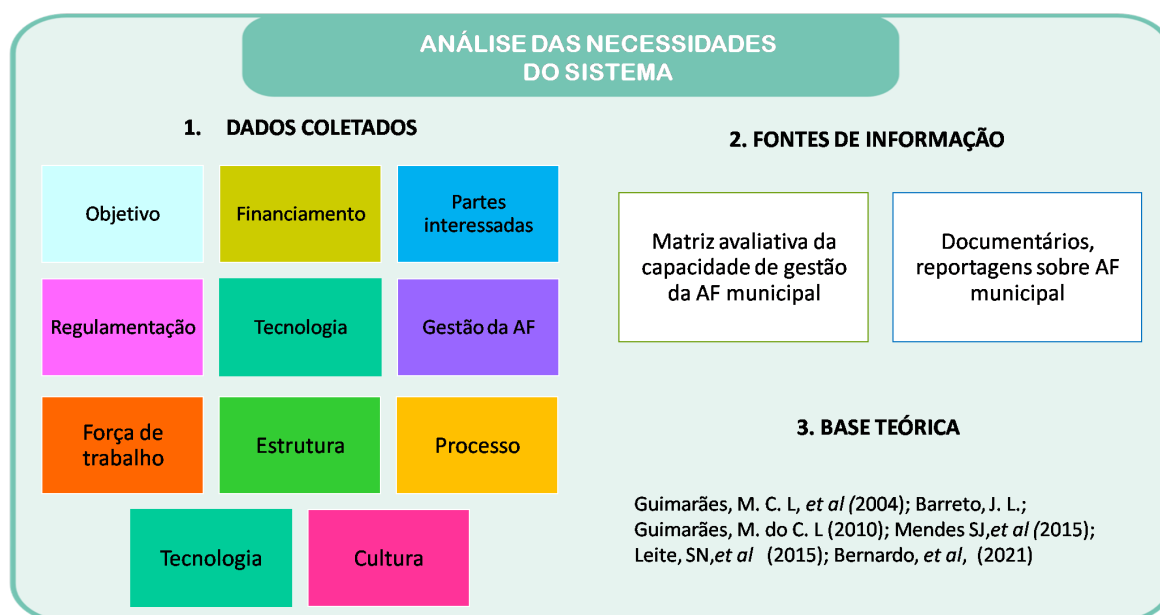 ANÁLISE DAS NECESSIDADES
DO SISTEMA
1. DADOS COLETADOS
Objetivo
Financiamento
Partes
interessadas
Regulamentação
Tecnologia
Gestão da AF
Força de
trabalho
Estrutura
Processo
Tecnologia
Cultura
2. FONTES DE INFORMAÇÃO
Matriz avaliativa da
capacidade de gestão
da AF municipal
Documentários,
reportagens sobre AF
municipal
3. BASE TEÓRICA
Guimarães, M. C. L, et al (2004); Barreto, J. L.;
Guimarães, M. do C. L (2010); Mendes SJ,et al (2015);
Leite, SN,et al (2015); Bernardo, et al, (2021)